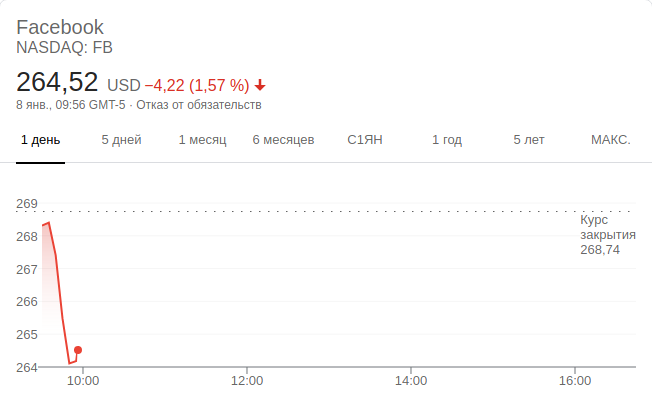 Facebook
NASDAQ: FB
264,52 USD −4,22 (1,57 %)
8 янв., 09:56 GMT-5 · Отказ от обязательств
1 день 5 дней 1 месяц 6 месяцев С1ЯН 1 год 5 лет МАКС.
269
268
267
266
265
264
Курс
закрытия
268,74
10:00 12:00 14:00 16:00